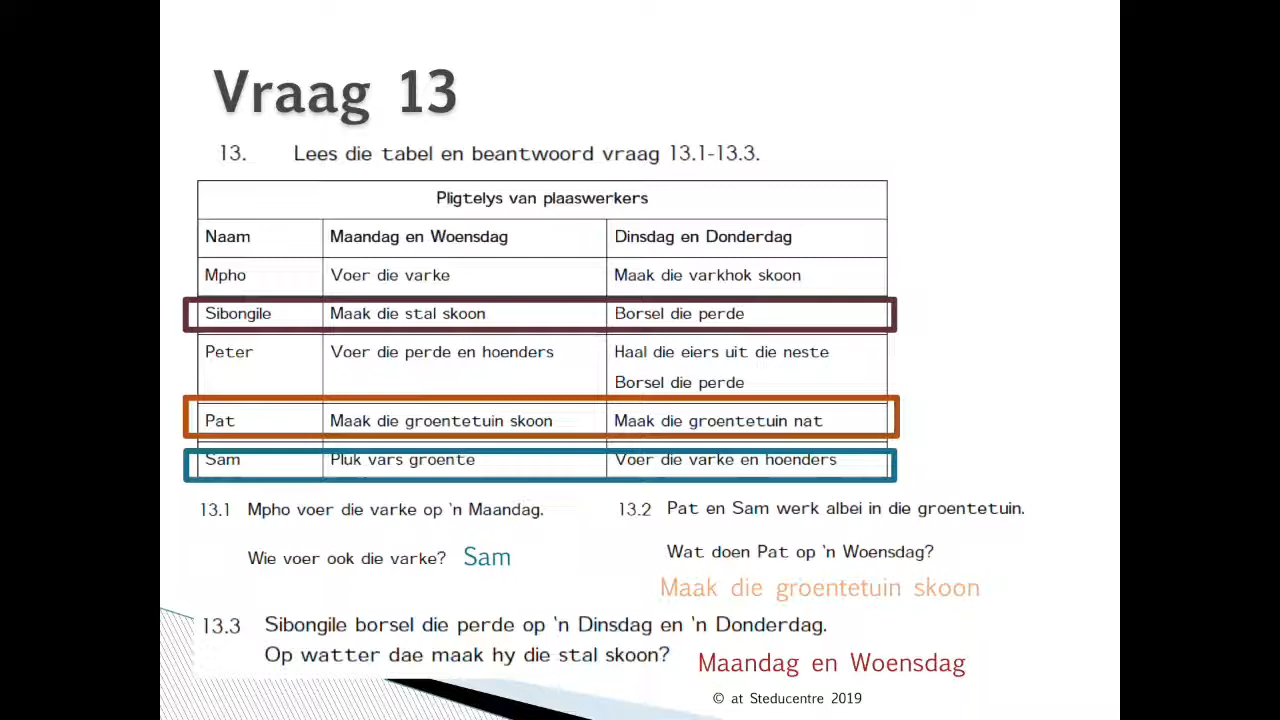 Vraag 13
13. Lees die tabel en beantwoord vraag 13.1-13.3.
Pligtelys van plaaswerkers
Naam Maandag en Woensdag Dinsdag en Donderdag
Mpho Voer die varke Maak die varkhok skoon
Sibongile Maak die stal skoon Borsel die perde
Peter Voer die perde en hoenders Haal die eiers uit die neste
Borsel die perde
Pat Maak die groentetuin skoon Maak die groentetuin nat
Sam Pluk vars groente Voer die varke en hoenders
13.1 Mpho voer die varke op 'n Maandag.
Wie voer ook die varke? Sam
13.2 Pat en Sam werk albei in die groentetuin.
Wat doen Pat op 'n Woensdag?
Maak die groentetuin skoon
13.3 Sibongile borsel die perde op 'n Dinsdag en 'n Donderdag.
Op watter dae maak hy die stal skoon? Maandag en Woensdag
© at Steducentre 2019